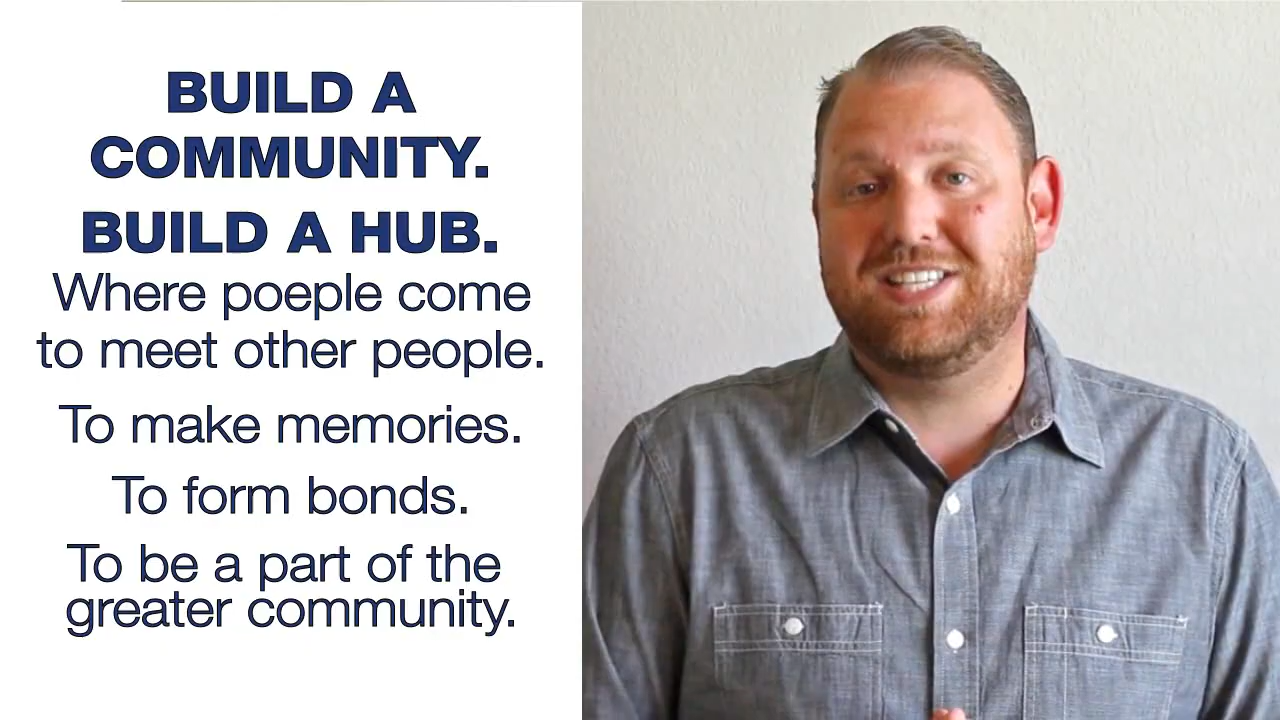 BUILD A
COMMUNITY.
BUILD A HUB.
Where poeple come
to meet other people.
To make memories.
To form bonds.
To be a part of the
greater community.